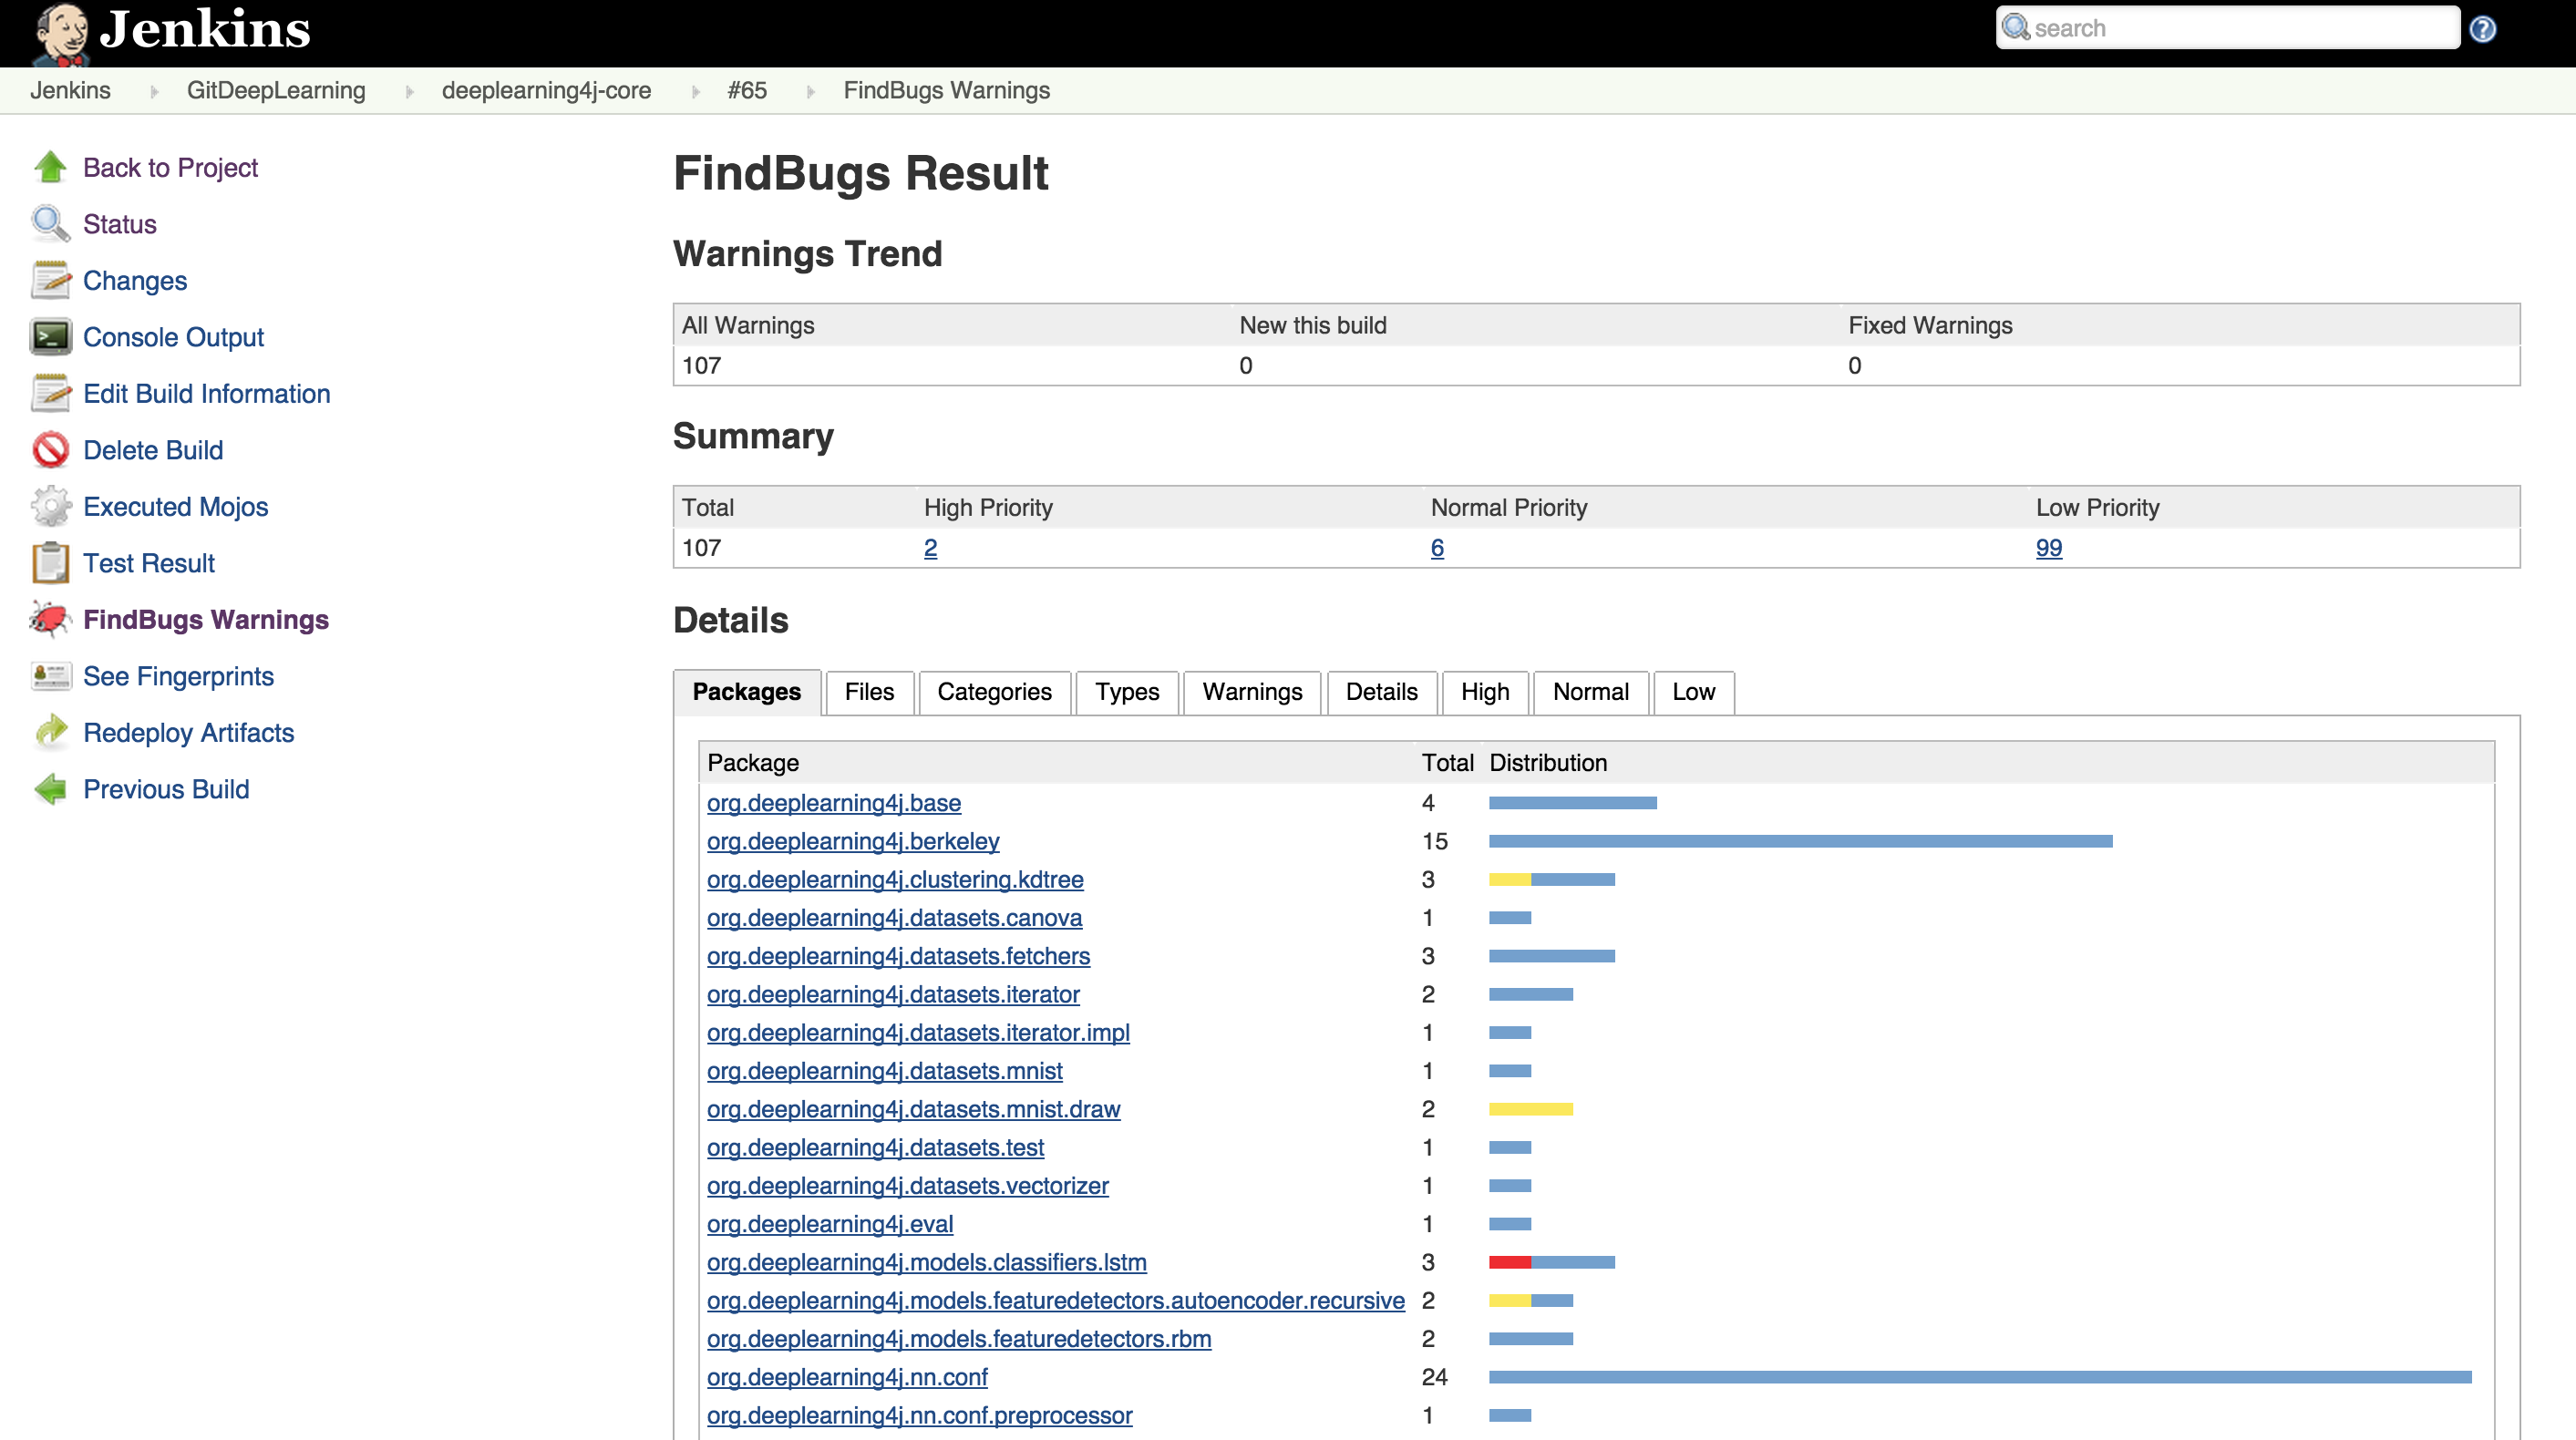 Jenkins
search
?
Jenkins GitDeepLearning deeplearning4j-core #65 FindBugs Warnings
Back to Project
Status
Changes
Console Output
Edit Build Information
Delete Build
Executed Mojos
Test Result
FindBugs Warnings
See Fingerprints
Redeploy Artifacts
Previous Build
FindBugs Result
Warnings Trend
All Warnings New this build Fixed Warnings
107 0 0
Summary
Total High Priority Normal Priority Low Priority
107 2 6 99
Details
Packages Files Categories Types Warnings Details High Normal Low
Package Total Distribution
org.deeplearning4j.base 4
org.deeplearning4j.berkeley 15
org.deeplearning4j.clustering.kdtree 3
org.deeplearning4j.datasets.canova 1
org.deeplearning4j.datasets.fetchers 3
org.deeplearning4j.datasets.iterator 2
org.deeplearning4j.datasets.iterator.impl 1
org.deeplearning4j.datasets.mnist 1
org.deeplearning4j.datasets.mnist.draw 2
org.deeplearning4j.datasets.test 1
org.deeplearning4j.datasets.vectorizer 1
org.deeplearning4j.eval 1
org.deeplearning4j.models.classifiers.lstm 3
org.deeplearning4j.models.featuredetectors.autoencoder.recursive 2
org.deeplearning4j.models.featuredetectors.rbm 2
org.deeplearning4j.nn.conf 24
org.deeplearning4j.nn.conf.preprocessor 1